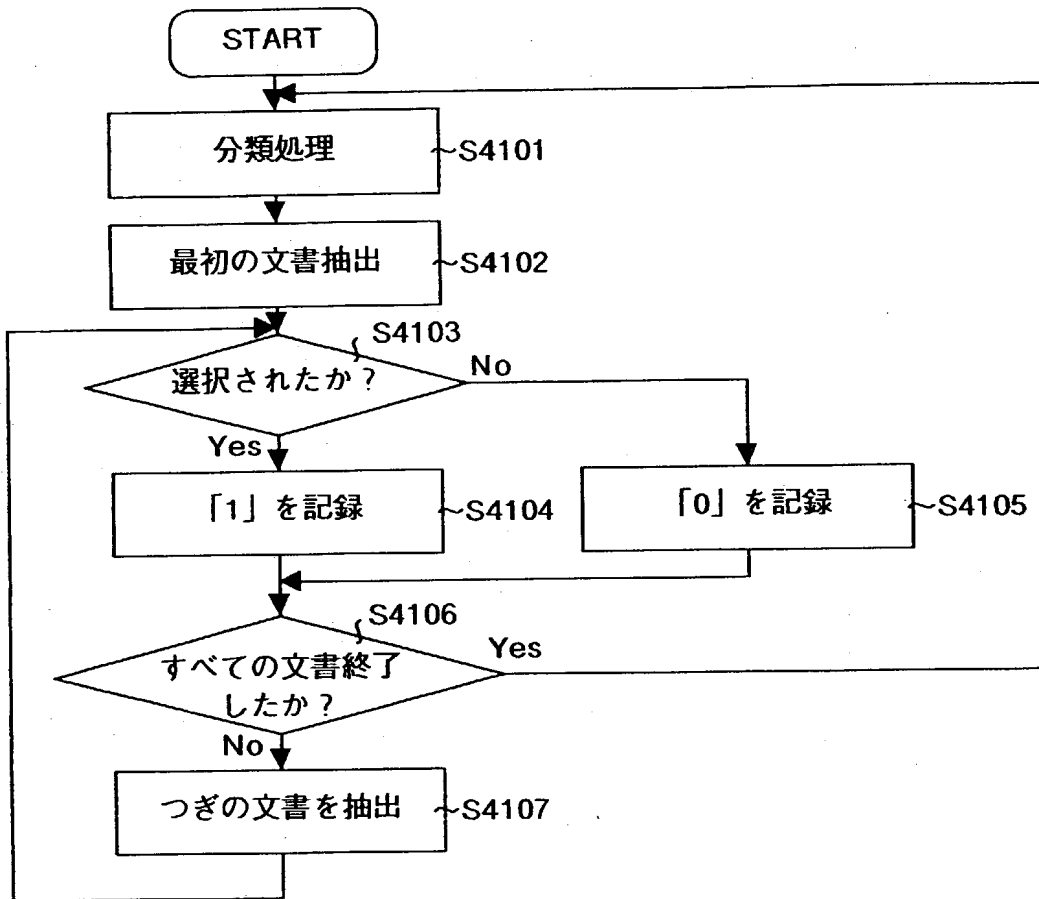 START
分類処理
~S4101
最初の文書抽出
~S4102
S4103
選択されたか?
No
Yes
「1」を記録
~S4104
「0」を記録
~S4105
S4106
すべての文書終了
したか?
Yes
No
つぎの文書を抽出
~S4107